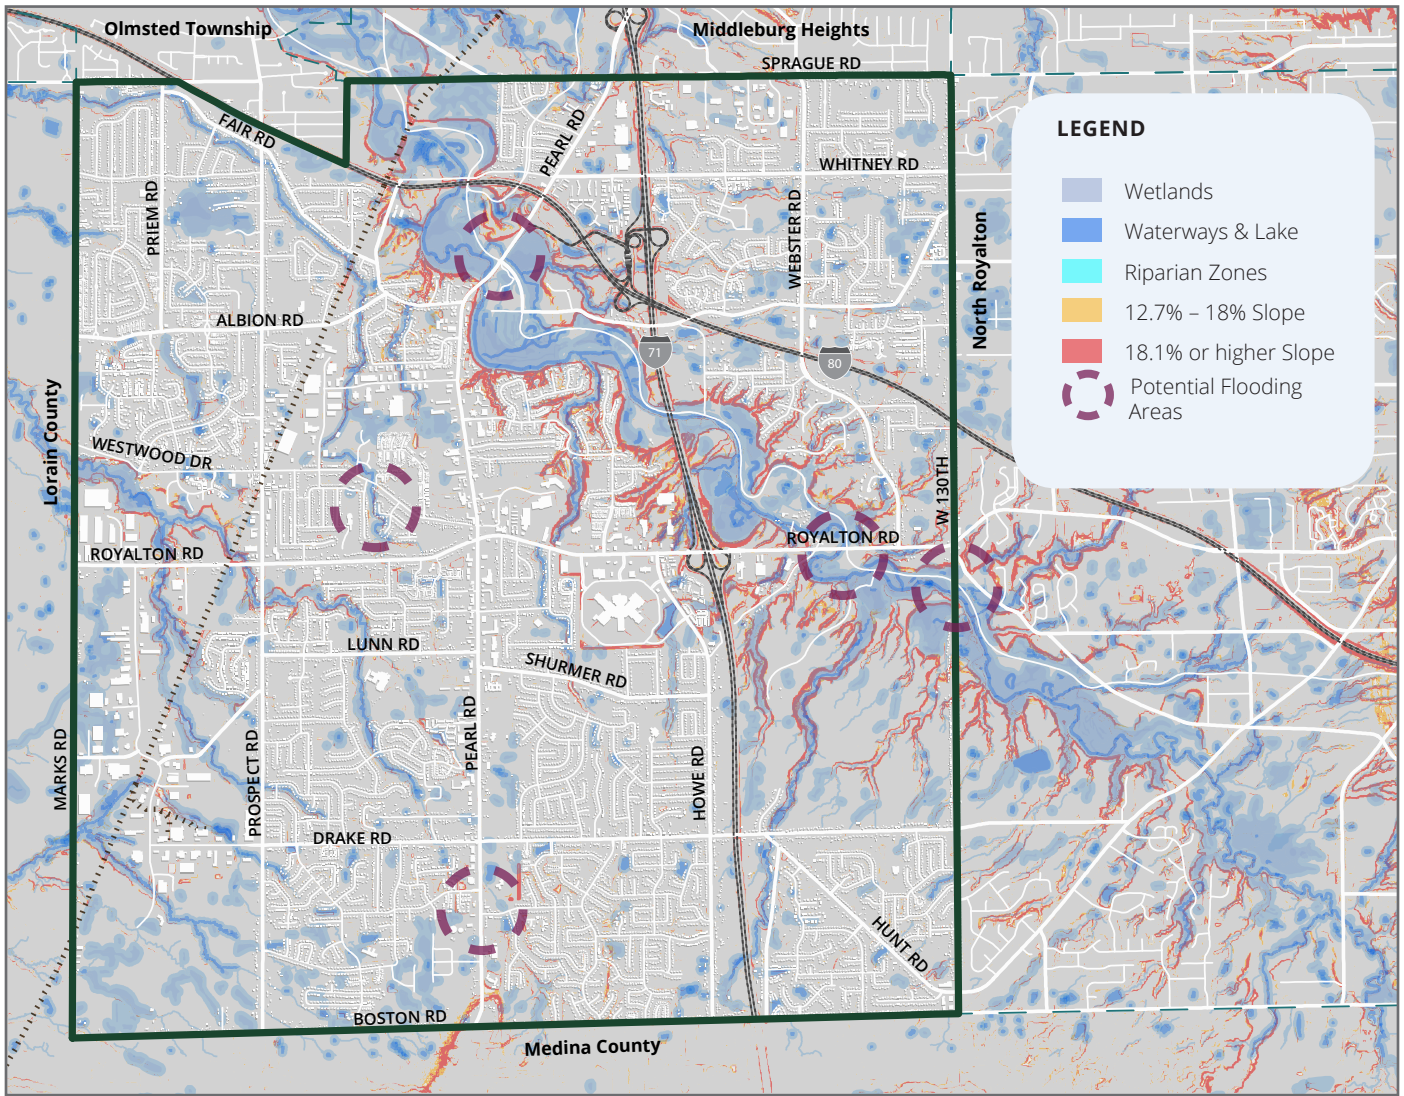 Olmsted Township
Middleburg Heights
SPRAGUE RD
FAIR RD
PEARL RD
WHITNEY RD
PRIEM RD
WEBSTER RD
North Royalton
ALBION RD
71
80
Lorain County
WESTWOOD DR
W 130TH
ROYALTON RD
ROYALTON RD
LUNN RD
SHURMER RD
MARKS RD
PROSPECT RD
PEARL RD
HOWE RD
DRAKE RD
HUNT RD
BOSTON RD
Medina County
LEGEND
Wetlands
Waterways & Lake
Riparian Zones
12.7% – 18% Slope
18.1% or higher Slope
Potential Flooding
Areas